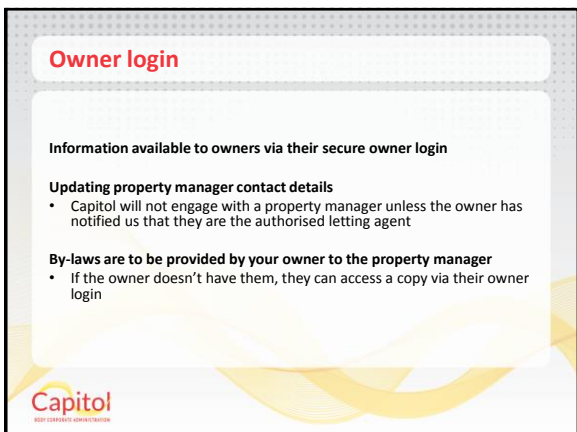 Owner login
Information available to owners via their secure owner login
Updating property manager contact details
• Capitol will not engage with a property manager unless the owner has
notified us that they are the authorised letting agent
By-laws are to be provided by your owner to the property manager
• If the owner doesn't have them, they can access a copy via their owner
login
Capitol
BODY CORPORATE ADMINISTRATION